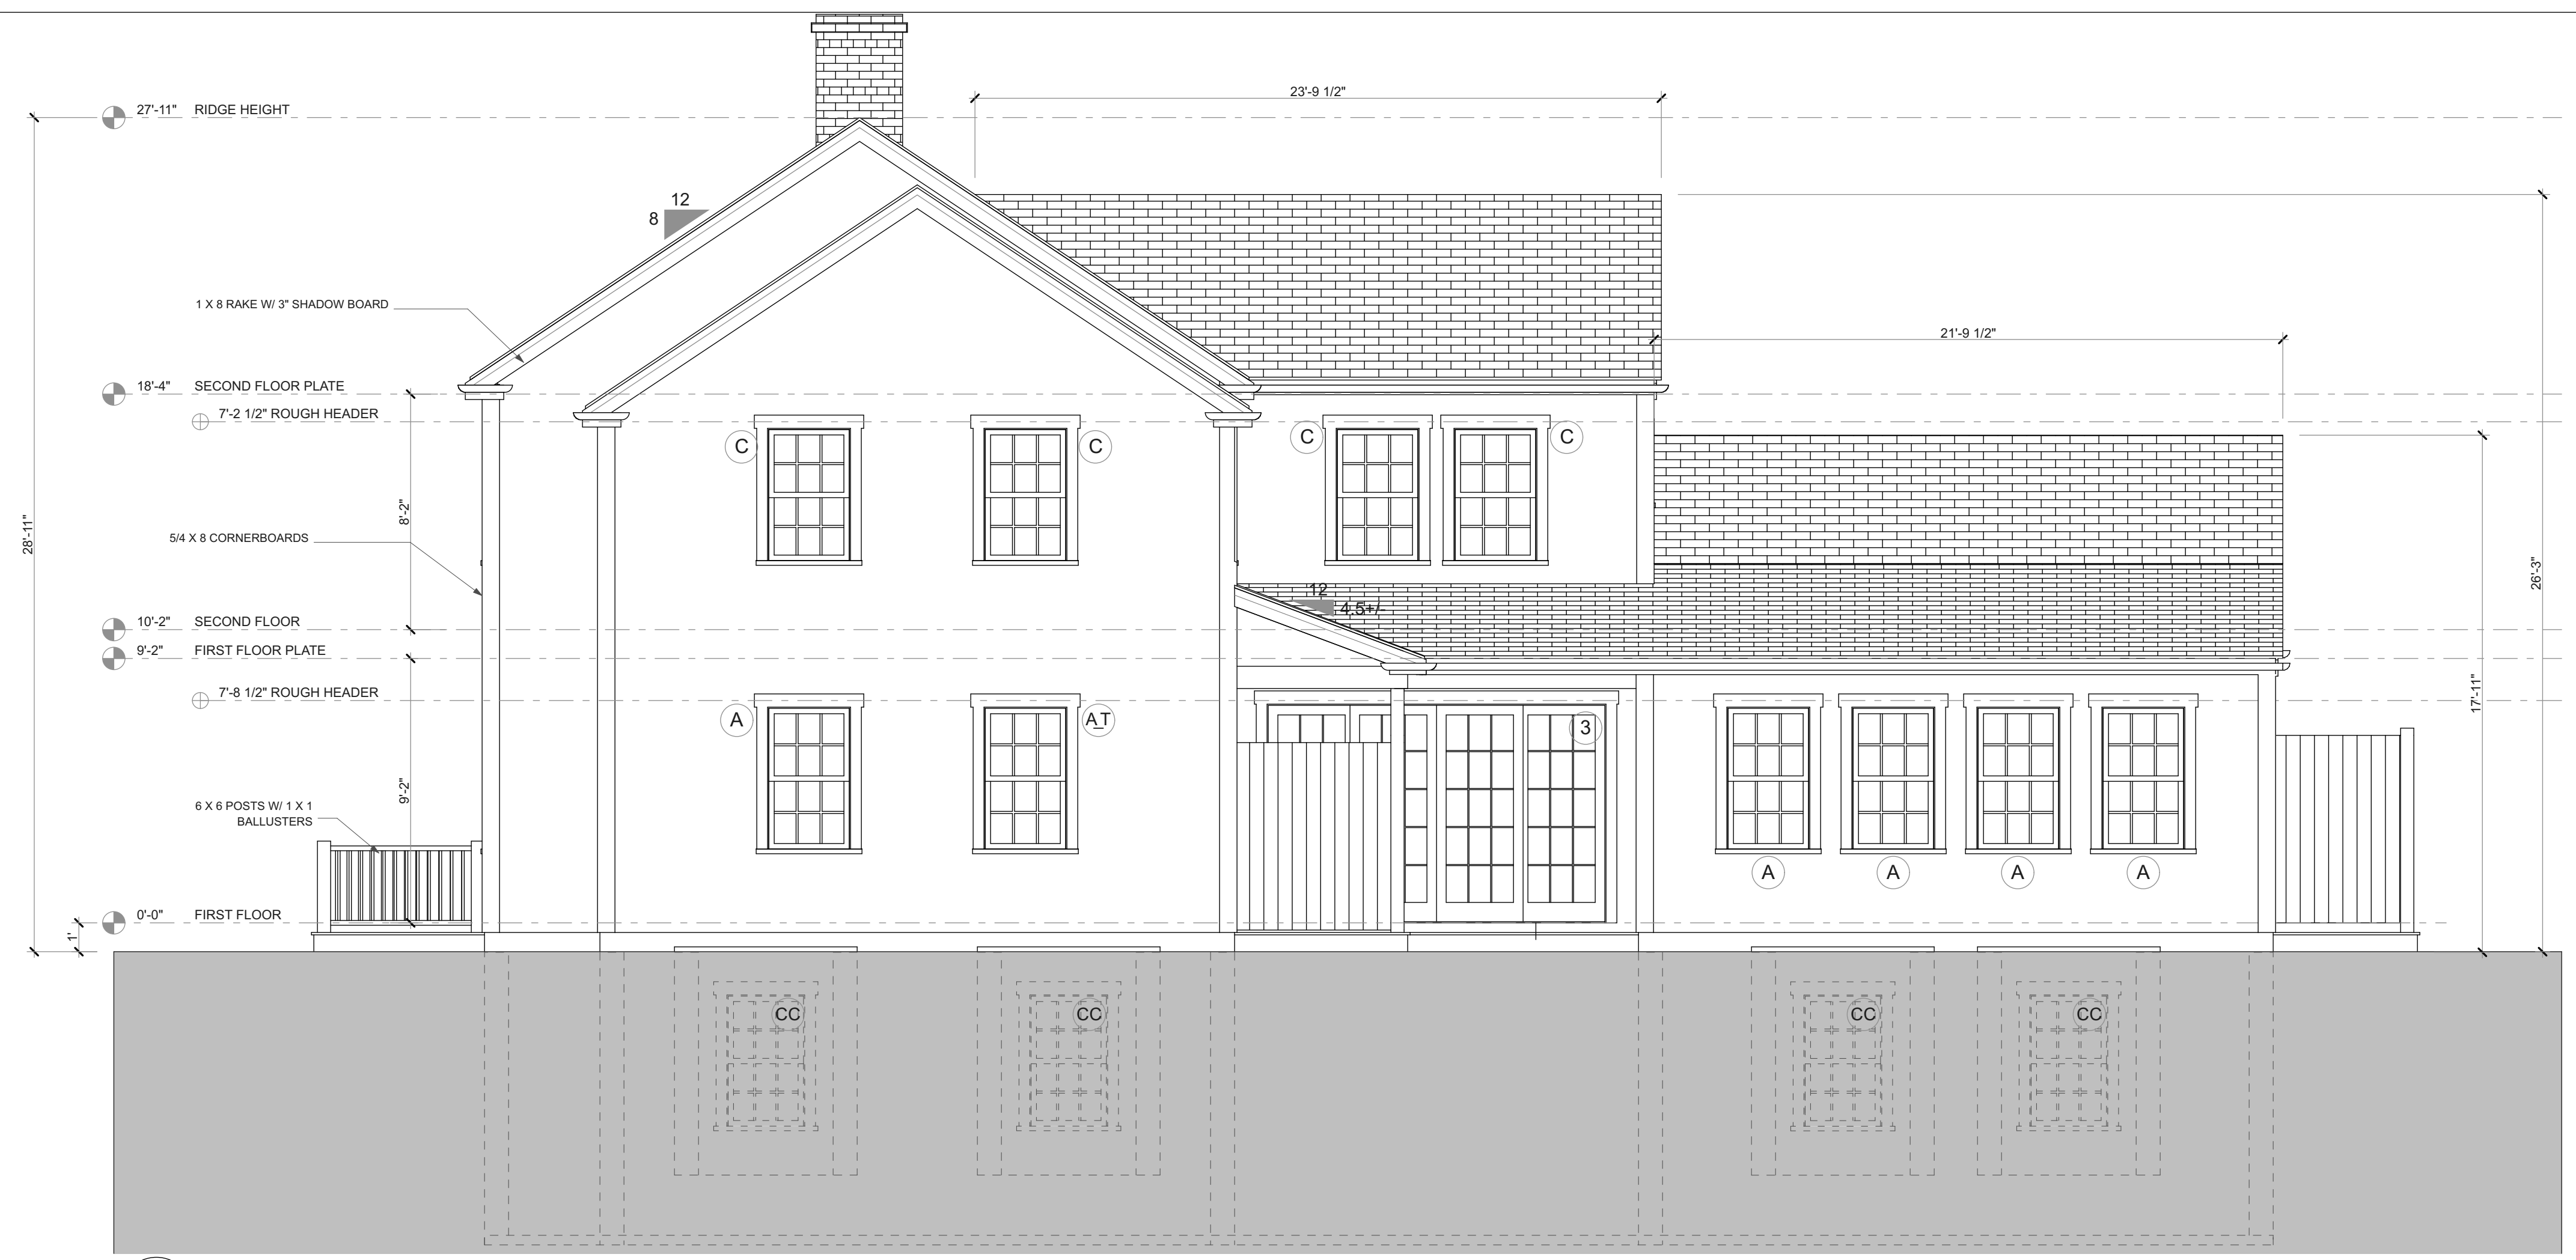 23'-9 1/2"
27'-11" RIDGE HEIGHT
12
8
1 X 8 RAKE W/ 3" SHADOW BOARD
21'-9 1/2"
18'-4" SECOND FLOOR PLATE
7'-2 1/2" ROUGH HEADER
C
C
C
C
8'-2"
28'-11"
5/4 X 8 CORNERBOARDS
26'-3"
12
4.5+/-
10'-2" SECOND FLOOR
9'-2" FIRST FLOOR PLATE
7'-8 1/2" ROUGH HEADER
17'-11"
A
A_T
3
9'-2"
6 X 6 POSTS W/ 1 X 1
BALLUSTERS
A
A
A
A
0'-0" FIRST FLOOR
1'
CC
CC
CC
CC